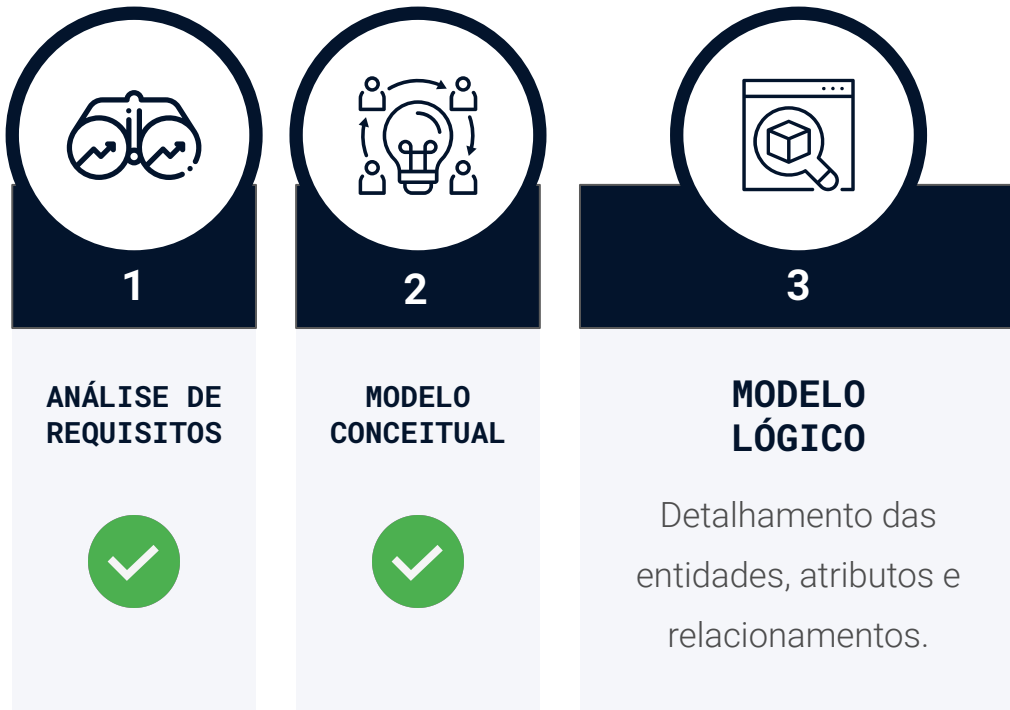 1
ANÁLISE DE
REQUISITOS
2
MODELO
CONCEITUAL
3
MODELO
LÓGICO
Detalhamento das
entidades, atributos e
relacionamentos.